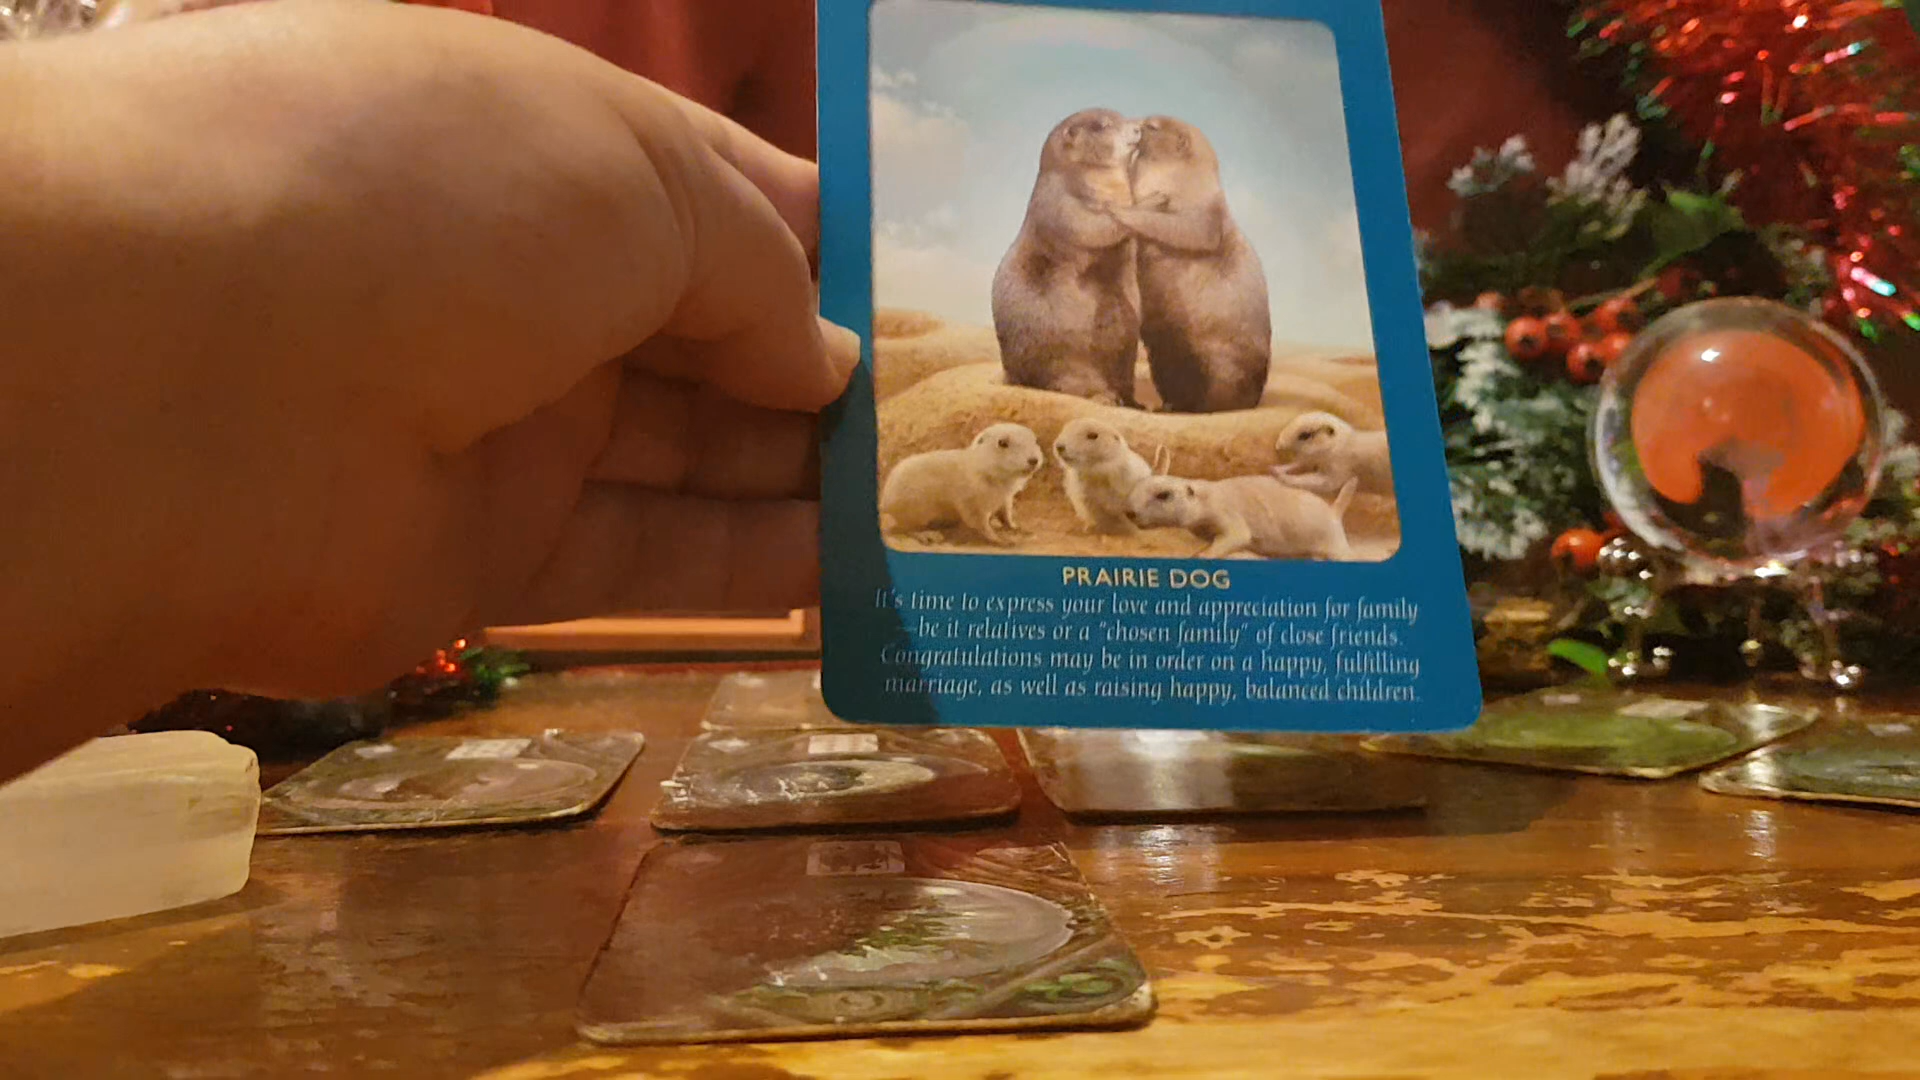 PRAIRIE DOG
It's time to express your love and appreciation for family
—be it relatives or a "chosen family" of close friends.
Congratulations may be in order on a happy, fulfilling
marriage, as well as raising happy, balanced children.